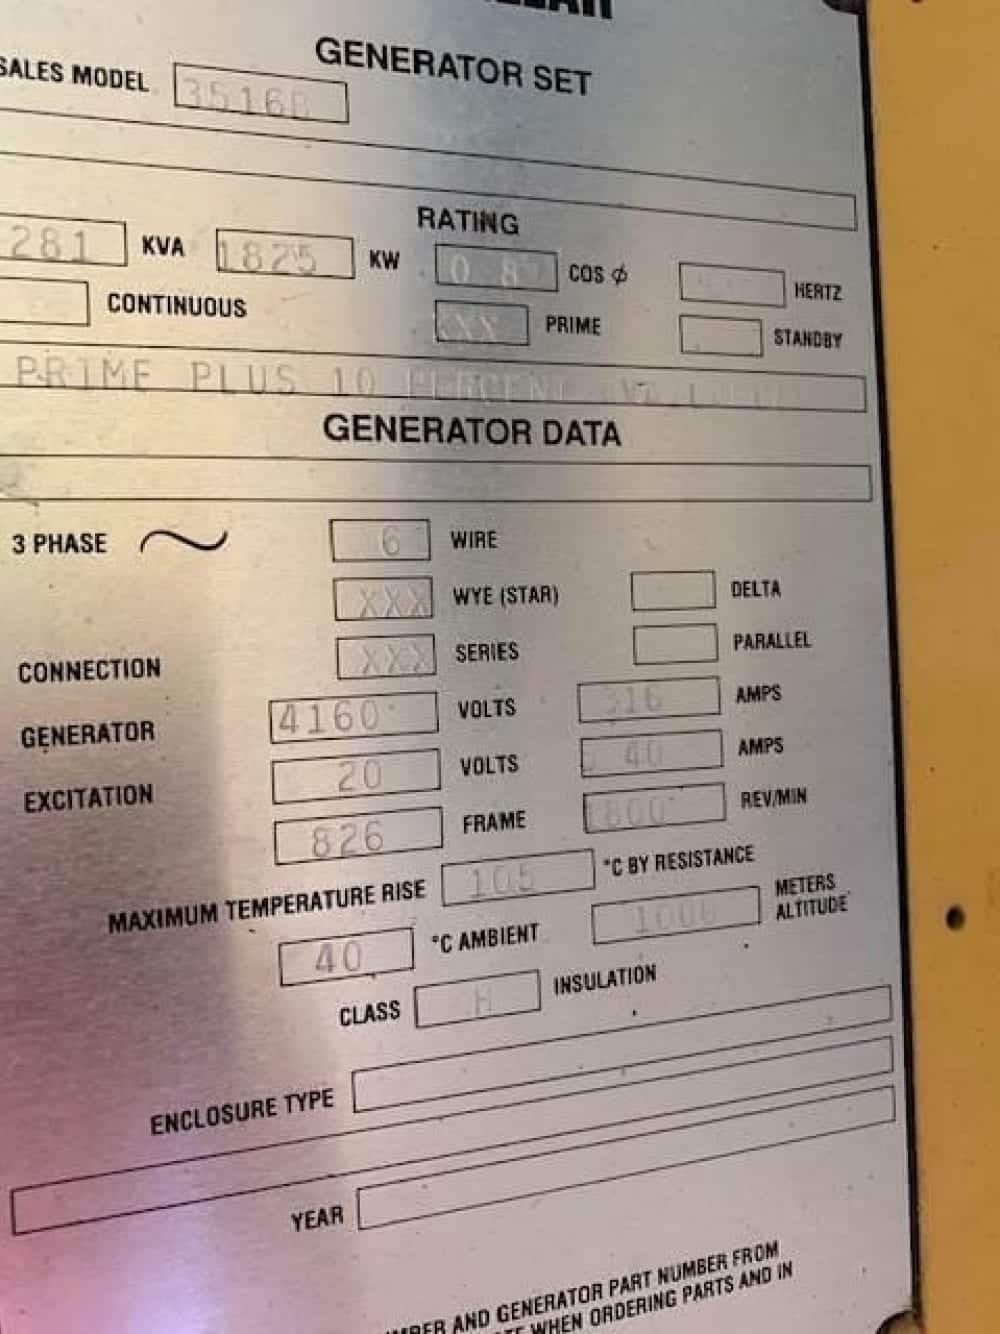 GENERATOR SET
SALES MODEL 3516B
RATING
281 KVA 1825 KW 0.8 COS ϕ HERTZ
CONTINUOUS XXX PRIME STANDBY
PRIME PLUS 10 PERCENT
GENERATOR DATA
3 PHASE ~ 6 WIRE
XXX WYE (STAR) DELTA
CONNECTION XXX SERIES PARALLEL
GENERATOR 4160 VOLTS 316 AMPS
EXCITATION 20 VOLTS 40 AMPS
826 FRAME 1800 REV/MIN
MAXIMUM TEMPERATURE RISE 105 °C BY RESISTANCE
40 °C AMBIENT 1000 METERS ALTITUDE
CLASS H INSULATION
ENCLOSURE TYPE
YEAR
AND GENERATOR PART NUMBER FROM
WHEN ORDERING PARTS AND IN